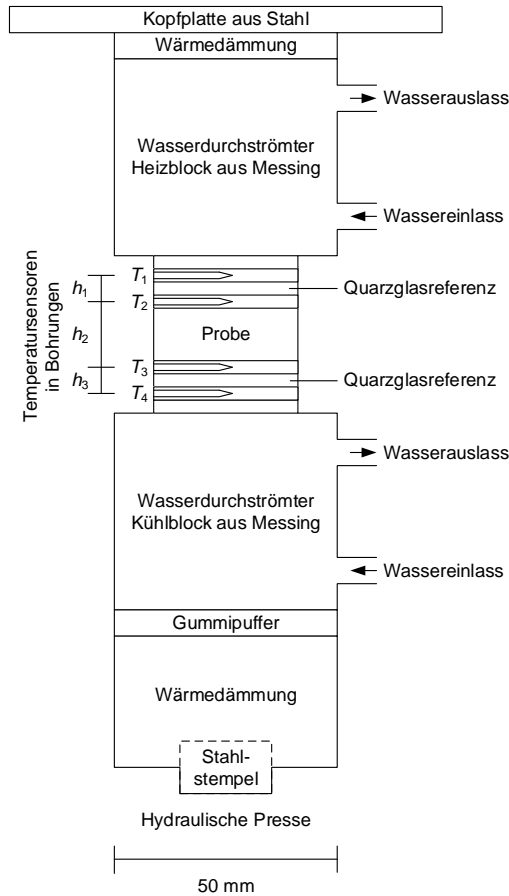 Kopfplatte aus Stahl
Wärmedämmung
Wasserauslass
Wasserdurchströmter
Heizblock aus Messing
Wassereinlass
Temperatursensoren
in Bohrungen
h1
h2
h3
T1
T2
T3
T4
Quarzglasreferenz
Probe
Quarzglasreferenz
Wasserauslass
Wasserdurchströmter
Kühlblock aus Messing
Wassereinlass
Gummipuffer
Wärmedämmung
Stahl-
stempel
Hydraulische Presse
50 mm